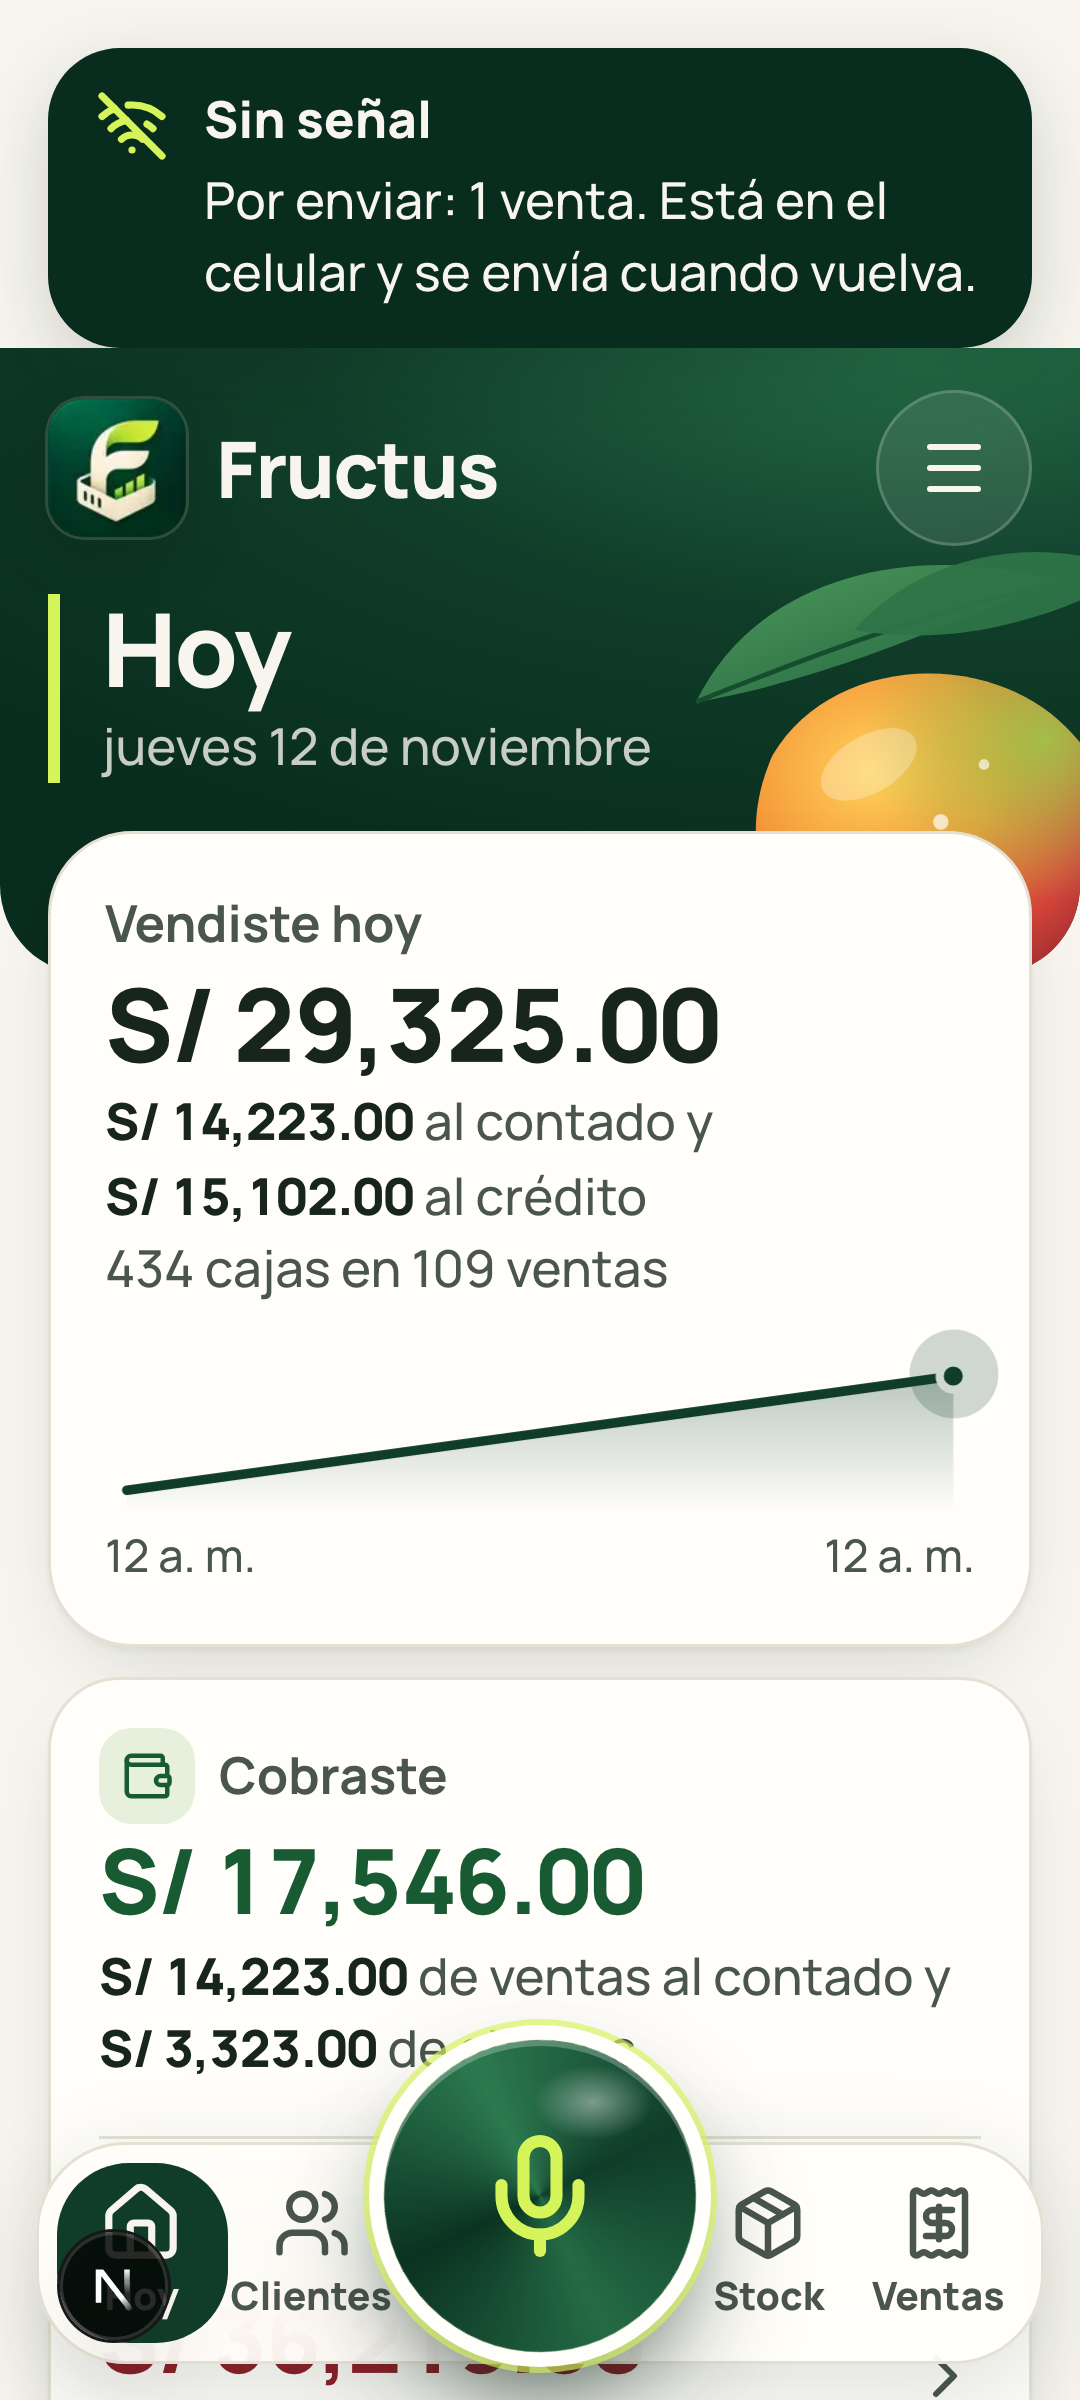 Sin señal
Por enviar: 1 venta. Está en el
celular y se envía cuando vuelva.
Fructus
Hoy
jueves 12 de noviembre
Vendiste hoy
S/ 29,325.00
S/ 14,223.00 al contado y
S/ 15,102.00 al crédito
434 cajas en 109 ventas
12 a. m. 12 a. m.
Cobraste
S/ 17,546.00
S/ 14,223.00 de ventas al contado y
S/ 3,323.00 de
Hoy Clientes Stock Ventas
N